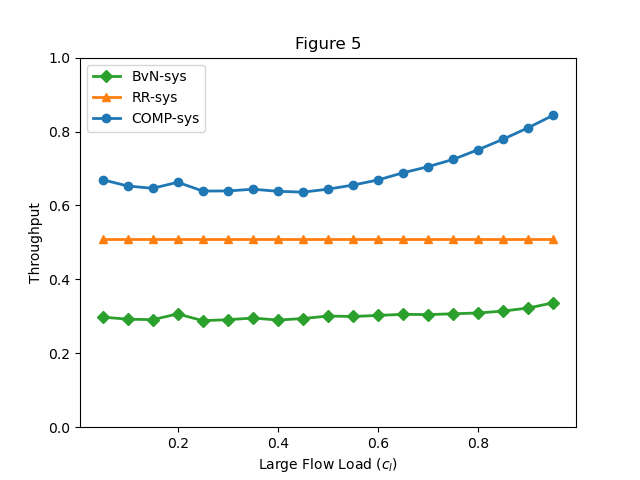 Figure 5
BvN-sys
RR-sys
COMP-sys
Throughput
1.0
0.8
0.6
0.4
0.2
0.0
0.2 0.4 0.6 0.8
Large Flow Load (c_l)